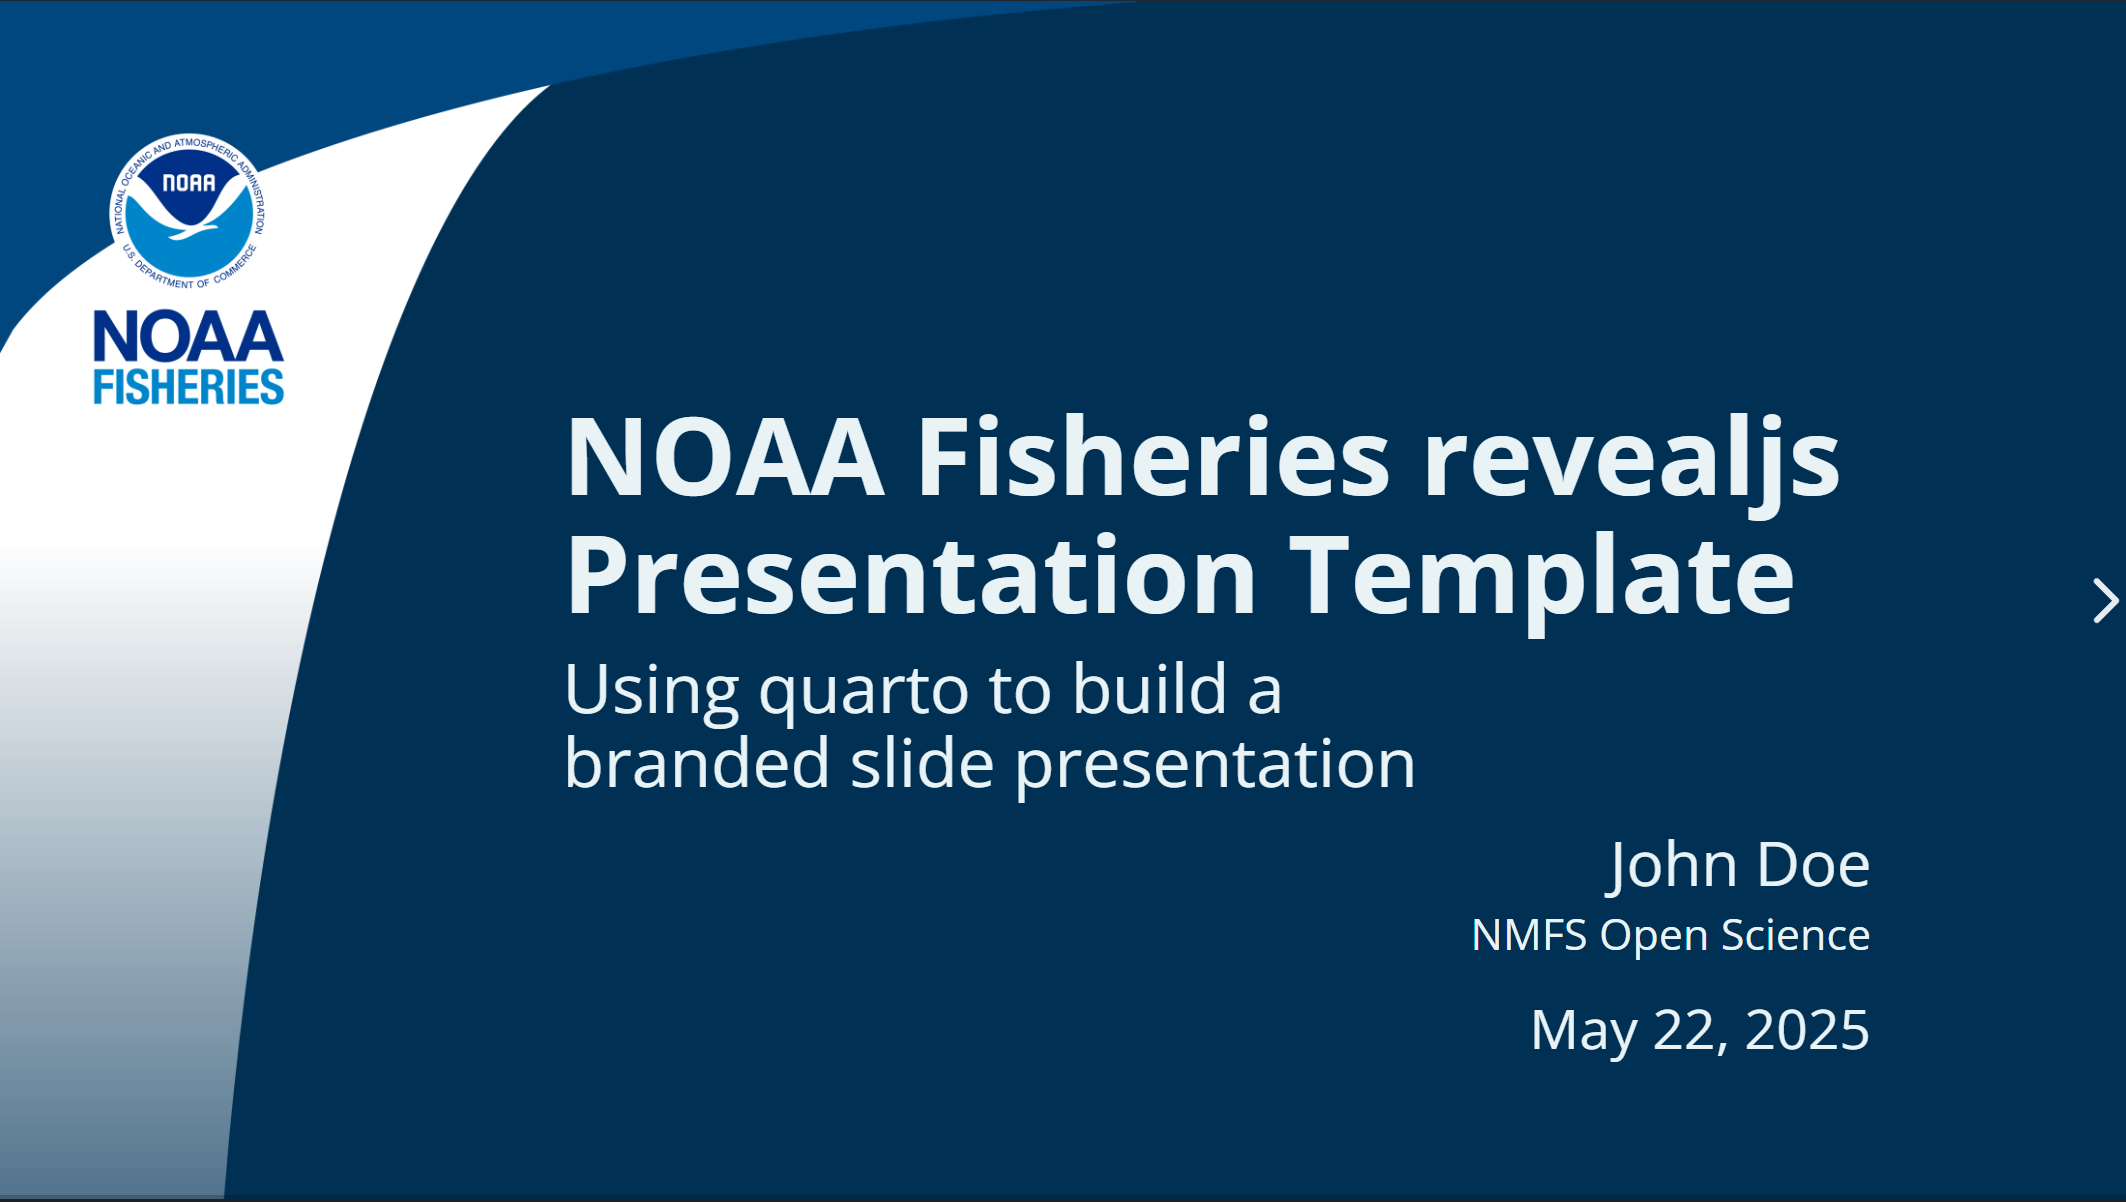 NATIONAL OCEANIC AND ATMOSPHERIC ADMINISTRATION
NOAA
U.S. DEPARTMENT OF COMMERCE
NOAA
FISHERIES
NOAA Fisheries revealjs
Presentation Template
Using quarto to build a
branded slide presentation
John Doe
NMFS Open Science
May 22, 2025